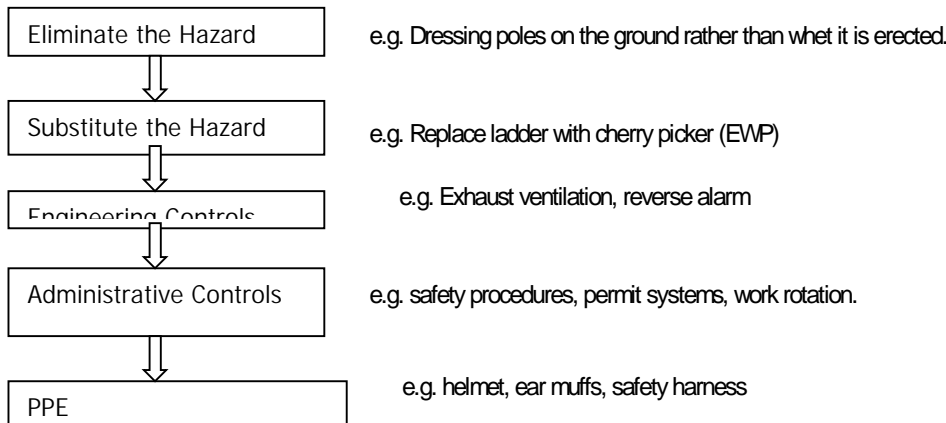 Eliminate the Hazard
e.g. Dressing poles on the ground rather than whet it is erected.
Substitute the Hazard
e.g. Replace ladder with cherry picker (EWP)
Engineering Controls
e.g. Exhaust ventilation, reverse alarm
Administrative Controls
e.g. safety procedures, permit systems, work rotation.
PPE
e.g. helmet, ear muffs, safety harness